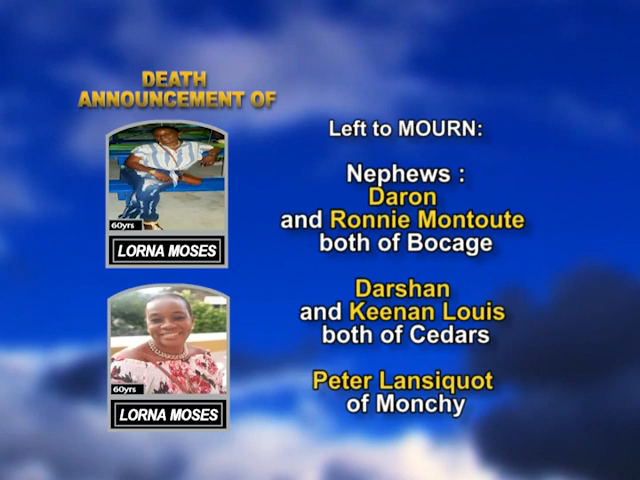 DEATH
ANNOUNCEMENT OF
60yrs
LORNA MOSES
60yrs
LORNA MOSES
Left to MOURN:
Nephews :
Daron
and Ronnie Montoute
both of Bocage
Darshan
and Keenan Louis
both of Cedars
Peter Lansiquot
of Monchy